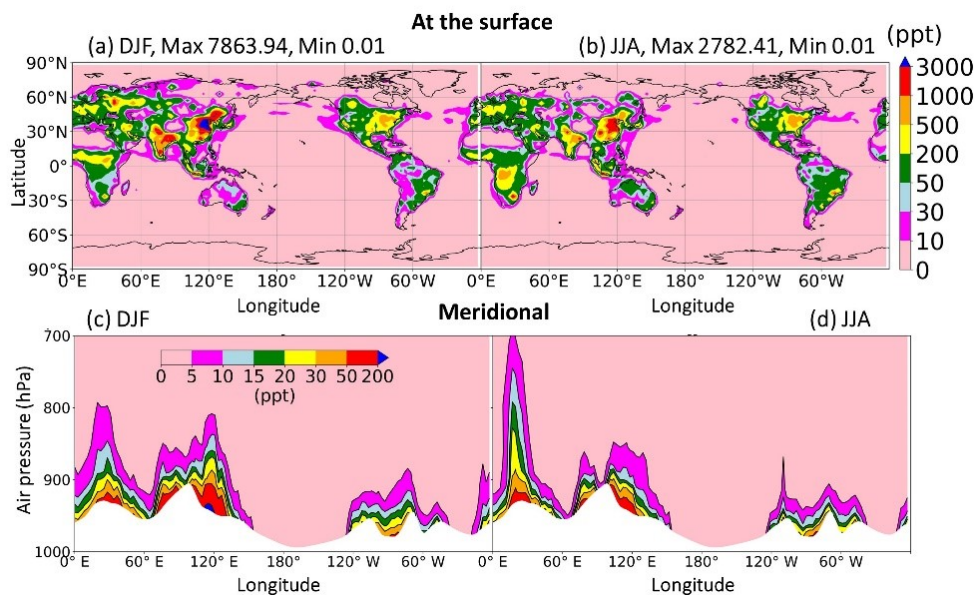 At the surface
(a) DJF, Max 7863.94, Min 0.01
(b) JJA, Max 2782.41, Min 0.01
(ppt)
90°N
60°N
30°N
0°
30°S
60°S
90°S
Latitude
0°E 60°E 120°E 180° 120°W 60°W 0°E 60°E 120°E 180° 120°W 60°W
Longitude
Longitude
3000
1000
500
200
50
30
10
0
Meridional
(c) DJF
(d) JJA
700
800
900
1000
Air pressure (hPa)
0 5 10 15 20 30 50 200
(ppt)
0° E 60° E 120° E 180° 120° W 60° W 0° E 60° E 120° E 180° 120° W 60° W
Longitude
Longitude